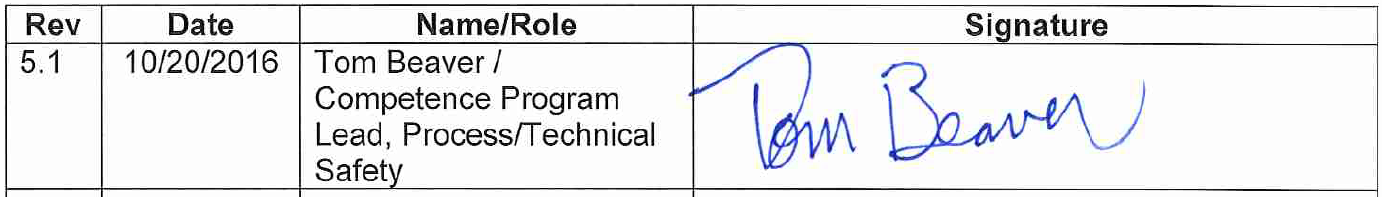 Rev Date Name/Role Signature
5.1 10/20/2016 Tom Beaver /
Competence Program
Lead, Process/Technical
Safety
Tom Beaver